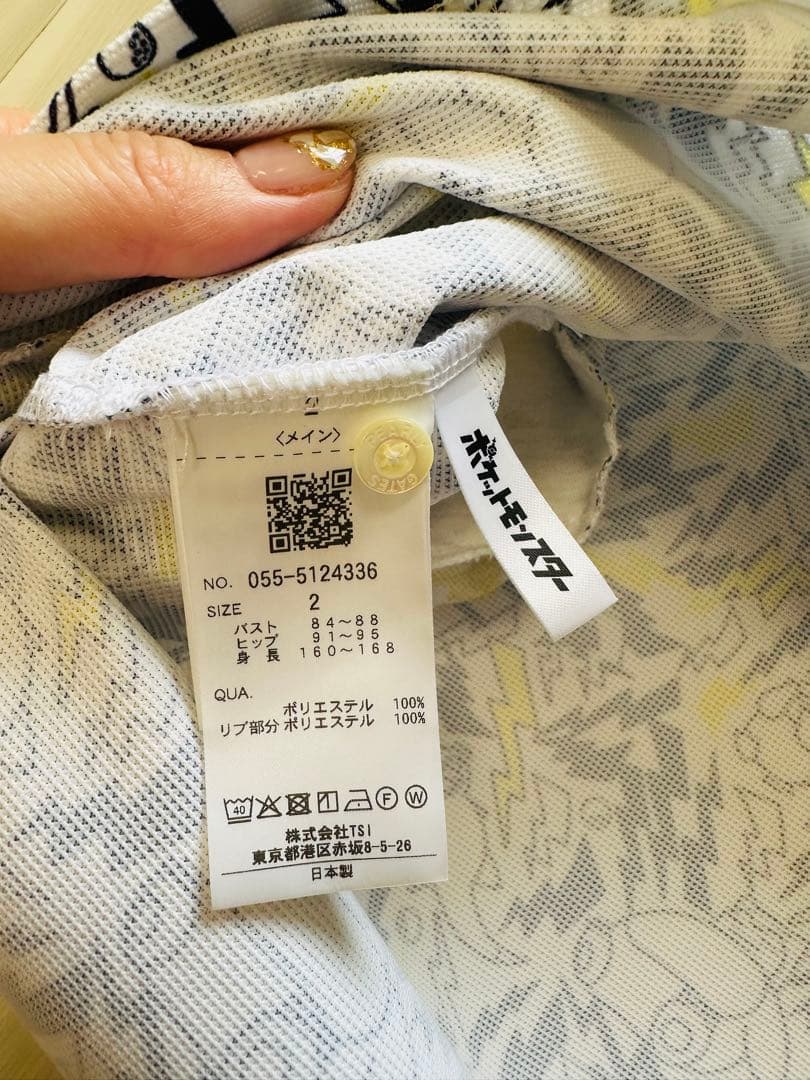 2
〈メイン〉
GATES
NO. 055-5124336
SIZE 2
バスト 84〜88
ヒップ 91〜95
身長 160〜168
QUA.
ポリエステル 100%
リブ部分 ポリエステル 100%
40
F W
株式会社TSI
東京都港区赤坂8-5-26
日本製
ポケットモンスター